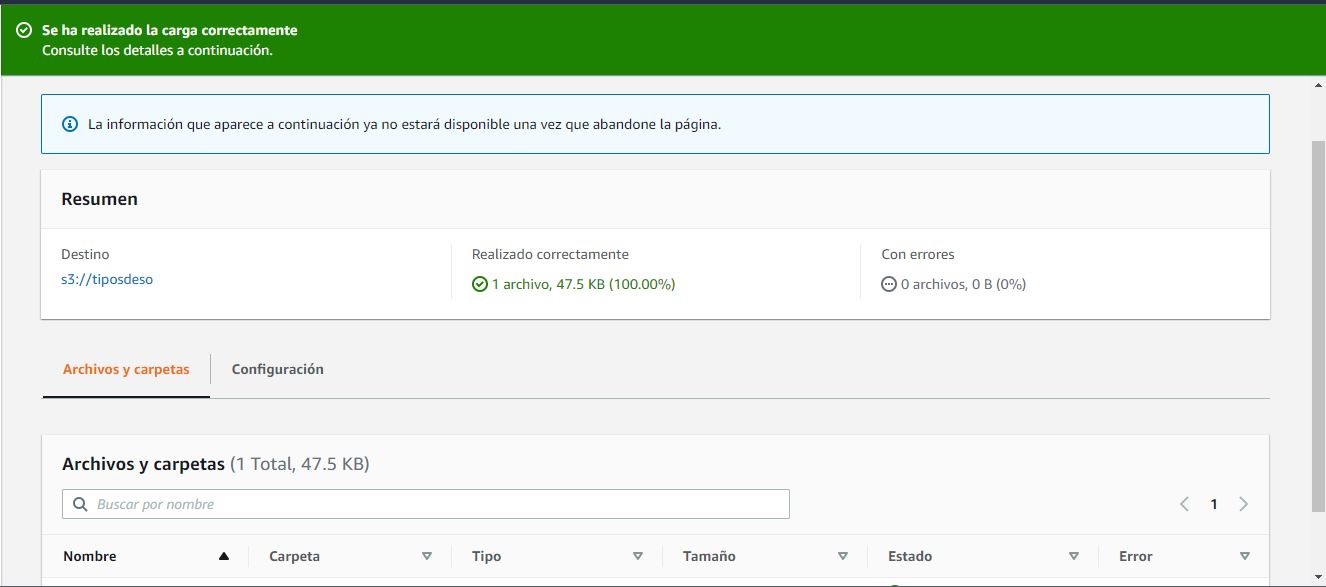 Se ha realizado la carga correctamente
Consulte los detalles a continuación.
La información que aparece a continuación ya no estará disponible una vez que abandone la página.
Resumen
Destino
s3://tiposdeso
Realizado correctamente
1 archivo, 47.5 KB (100.00%)
Con errores
0 archivos, 0 B (0%)
Archivos y carpetas
Configuración
Archivos y carpetas (1 Total, 47.5 KB)
Buscar por nombre
1
Nombre
Carpeta
Tipo
Tamaño
Estado
Error